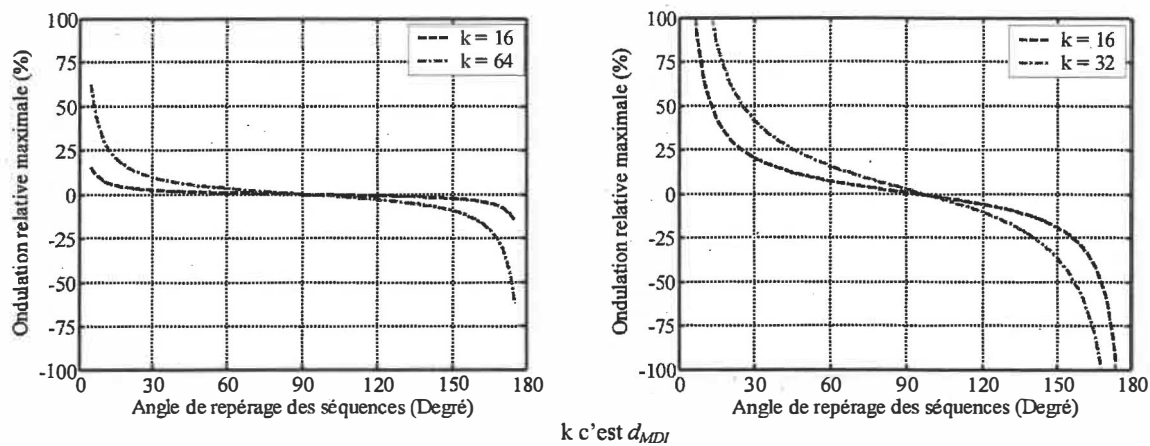 Ondulation relative maximale (%)
100
75
50
25
0
-25
-50
-75
-100
k = 16
k = 64
0 30 60 90 120 150 180
Angle de repérage des séquences (Degré)
Ondulation relative maximale (%)
100
75
50
25
0
-25
-50
-75
-100
k = 16
k = 32
0 30 60 90 120 150 180
Angle de repérage des séquences (Degré)
k c'est dMDI